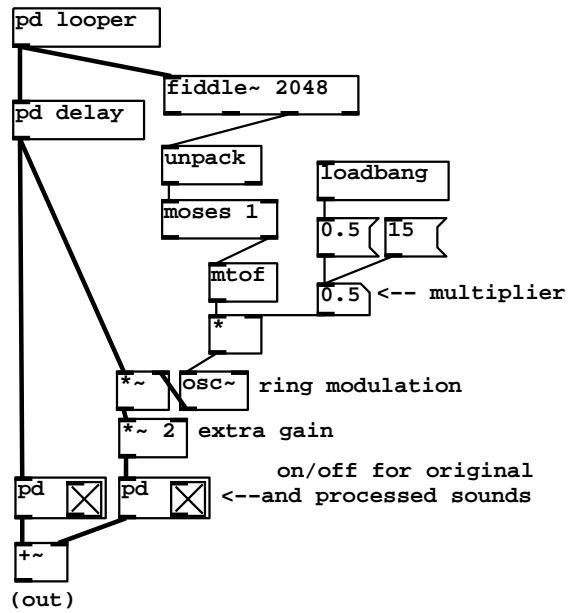 pd looper
fiddle~ 2048
pd delay
unpack
loadbang
moses 1
0.5
15
mtof
0.5
<-- multiplier
*
*~
osc~
ring modulation
*~ 2
extra gain
on/off for original
pd
pd
<--and processed sounds
+~
(out)